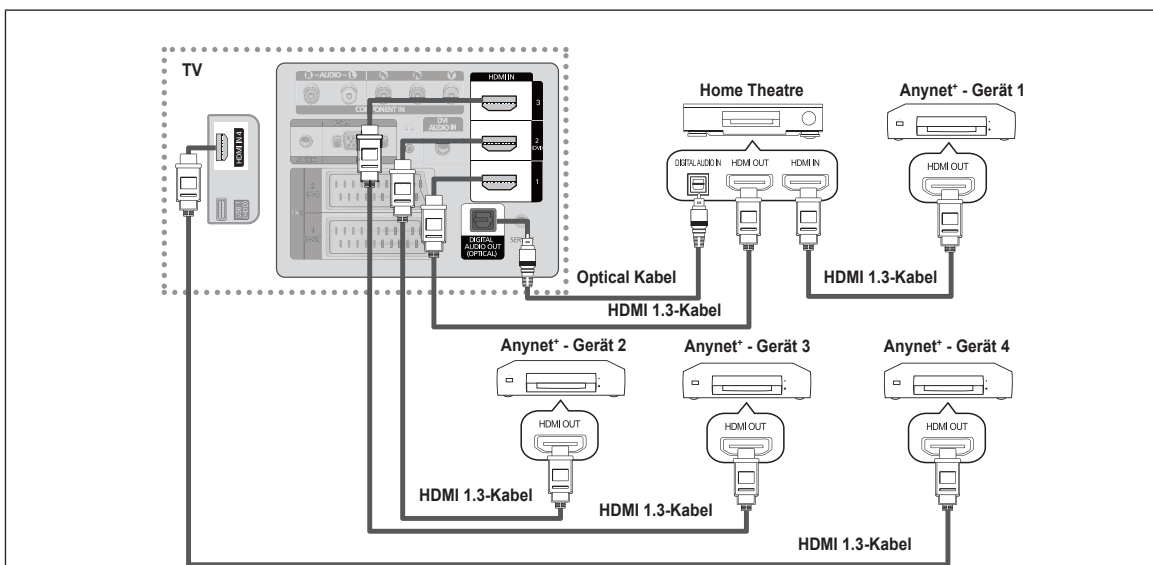 TV
R - AUDIO - L
COMPONENT IN
HDMI IN
3
2
(DVI)
1
DVI
AUDIO IN
HDMI IN 4
DIGITAL
AUDIO OUT
(OPTICAL)
Home Theatre
DIGITAL AUDIO IN
HDMI OUT
HDMI IN
Anynet+ - Gerät 1
HDMI OUT
Optical Kabel
HDMI 1.3-Kabel
HDMI 1.3-Kabel
Anynet+ - Gerät 2
Anynet+ - Gerät 3
Anynet+ - Gerät 4
HDMI OUT
HDMI OUT
HDMI OUT
HDMI 1.3-Kabel
HDMI 1.3-Kabel
HDMI 1.3-Kabel